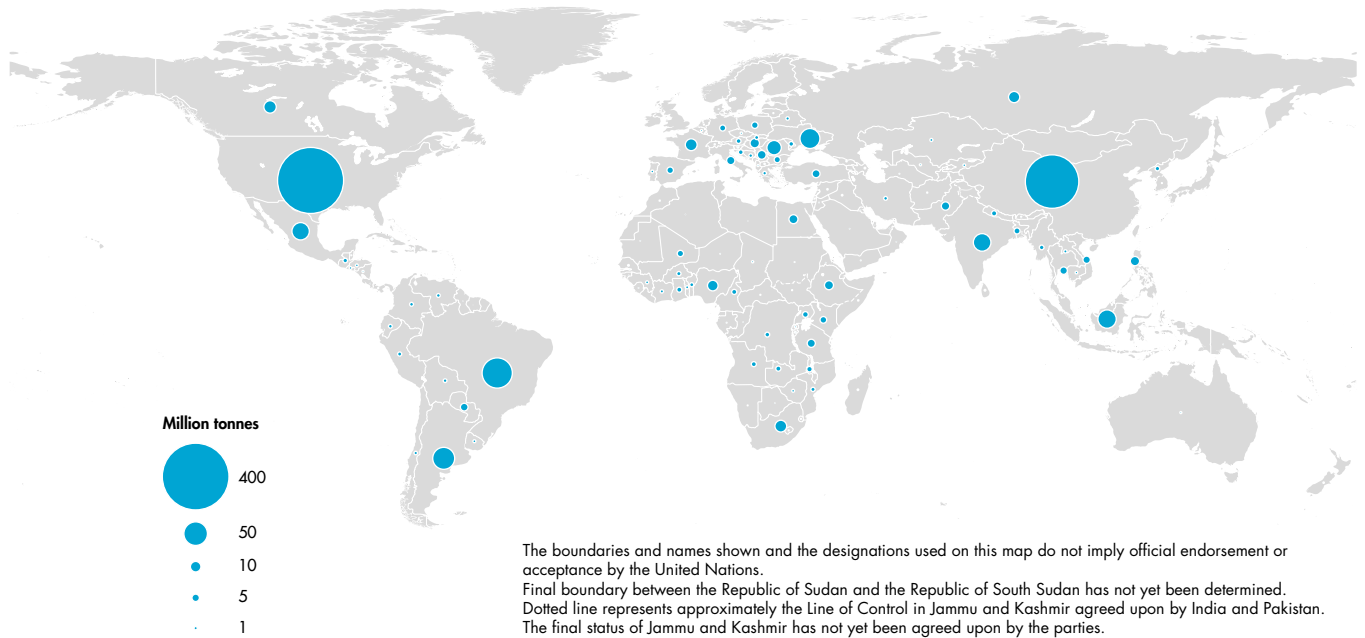 Million tonnes
400
50
10
5
1
The boundaries and names shown and the designations used on this map do not imply official endorsement or
acceptance by the United Nations.
Final boundary between the Republic of Sudan and the Republic of South Sudan has not yet been determined.
Dotted line represents approximately the Line of Control in Jammu and Kashmir agreed upon by India and Pakistan.
The final status of Jammu and Kashmir has not yet been agreed upon by the parties.